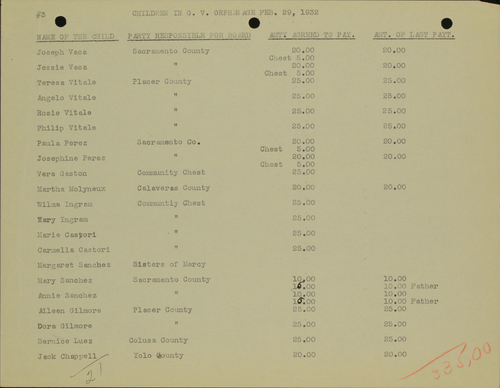 #3 CHILDREN IN G. V. ORPHANAGE FEB. 29, 1932
NAME OF THE CHILD PARTY RESPONSIBLE FOR BOARD AMT. AGREED TO PAY. AMT. OF LAST PAYT.
Joseph Vaca Sacramento County 20.00 20.00
Chest 5.00
Jessie Vaca " 20.00 20.00
Chest 5.00
Teresa Vitale Placer County 25.00 25.00
Angelo Vitale " 25.00 25.00
Rosie Vitale " 25.00 25.00
Philip Vitale " 25.00 25.00
Paula Perez Sacramento Co. 20.00 20.00
Chest 5.00
Josephine Perez " 20.00 20.00
Chest 5.00
Vera Gaston Community Chest 25.00
Martha Molyneux Calaveras County 20.00 20.00
Wilma Ingram Community Chest 25.00
Wilma Ingram " 25.00
Mary Ingram " 25.00
Marie Castori " 25.00
Carmella Castori " 25.00
Margaret Sanchez Sisters of Mercy
Mary Sanchez Sacramento County 10.00 10.00
10.00 10.00 Father
Annie Sanchez " 10.00 10.00
10.00 10.00 Father
Aileen Gilmore Placer County 25.00 25.00
Dora Gilmore " 25.00 25.00
Bernice Luez Colusa County 25.00 25.00
Jack Chappell Yolo County 20.00 20.00
21 335,00